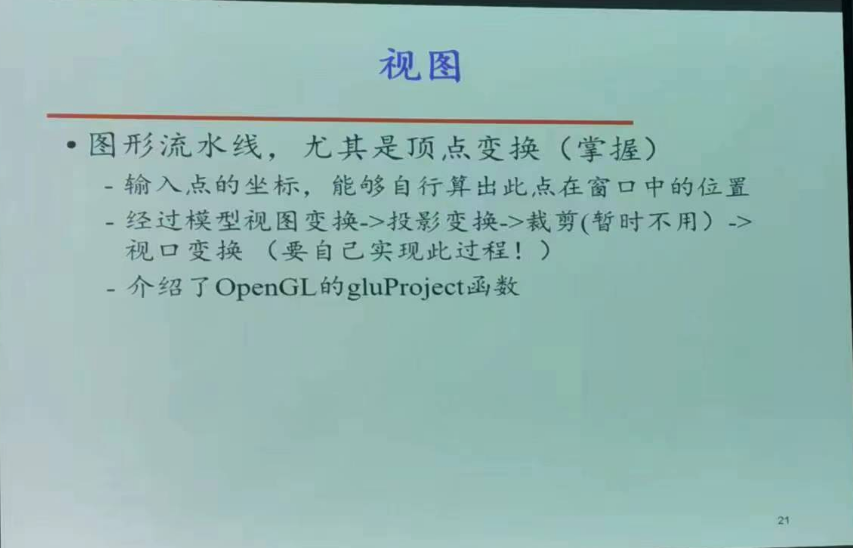 视图
• 图形流水线，尤其是顶点变换（掌握）
- 输入点的坐标，能够自行算出此点在窗口中的位置
- 经过模型视图变换->投影变换->裁剪(暂时不用）->
视口变换 （要自己实现此过程！）
- 介绍了OpenGL的gluProject函数
21